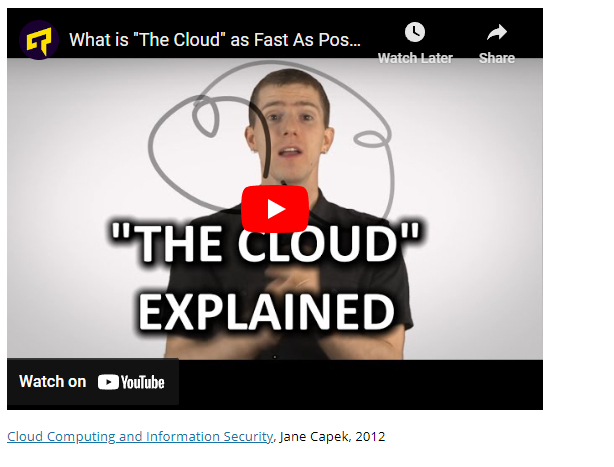 What is "The Cloud" as Fast As Pos...
Watch Later
Share
"THE CLOUD"
EXPLAINED
Watch on YouTube
Cloud Computing and Information Security, Jane Capek, 2012